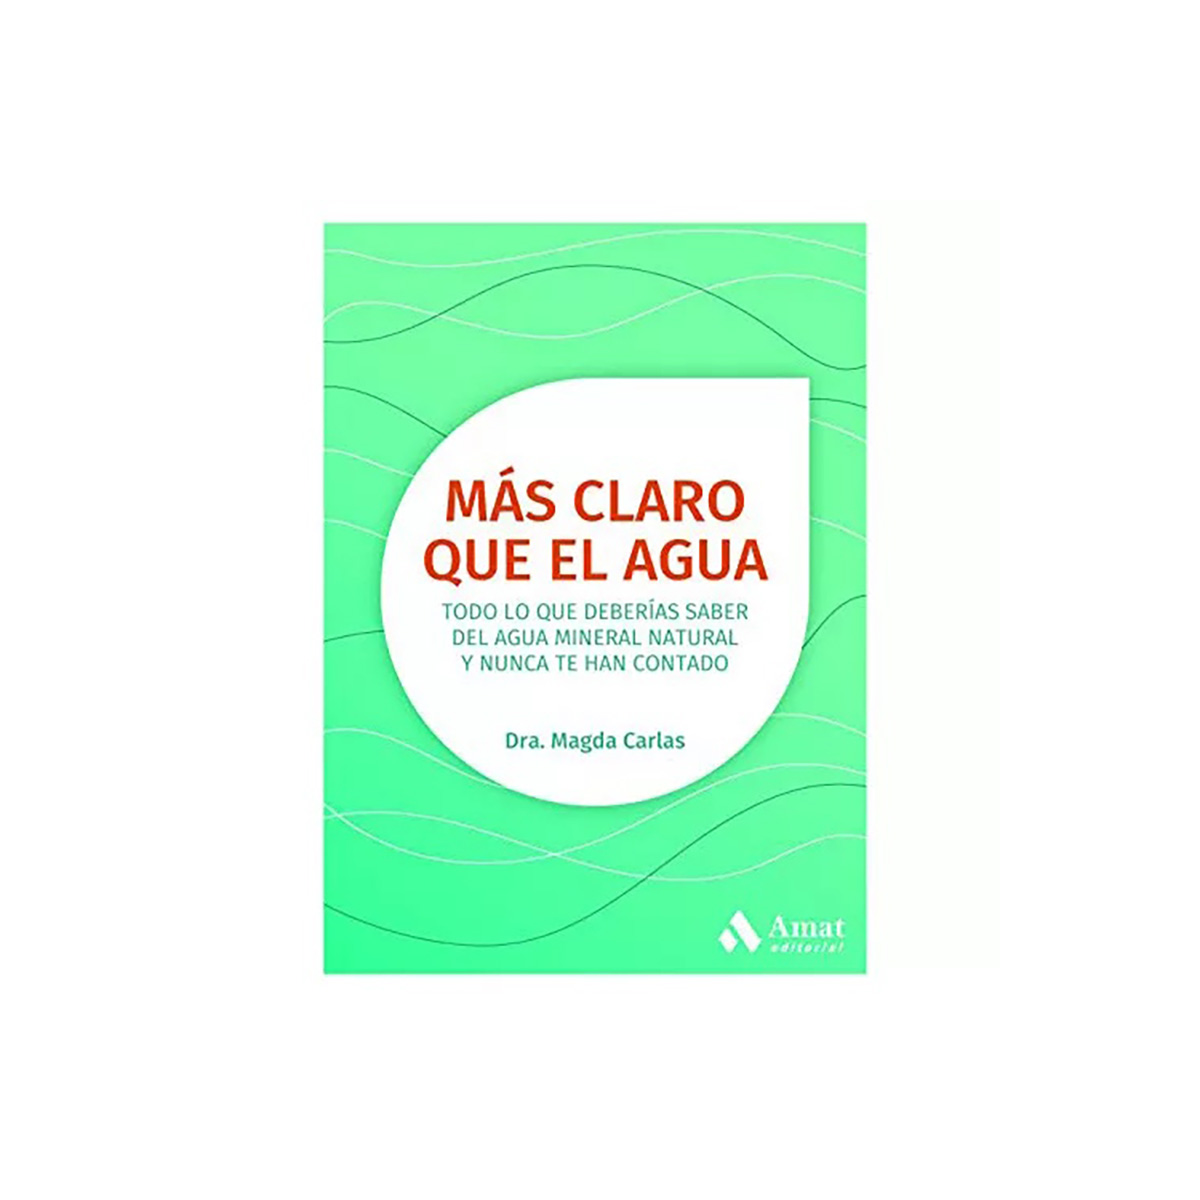 MÁS CLARO
QUE EL AGUA
TODO LO QUE DEBERÍAS SABER
DEL AGUA MINERAL NATURAL
Y NUNCA TE HAN CONTADO
Dra. Magda Carlas
Amat
editorial